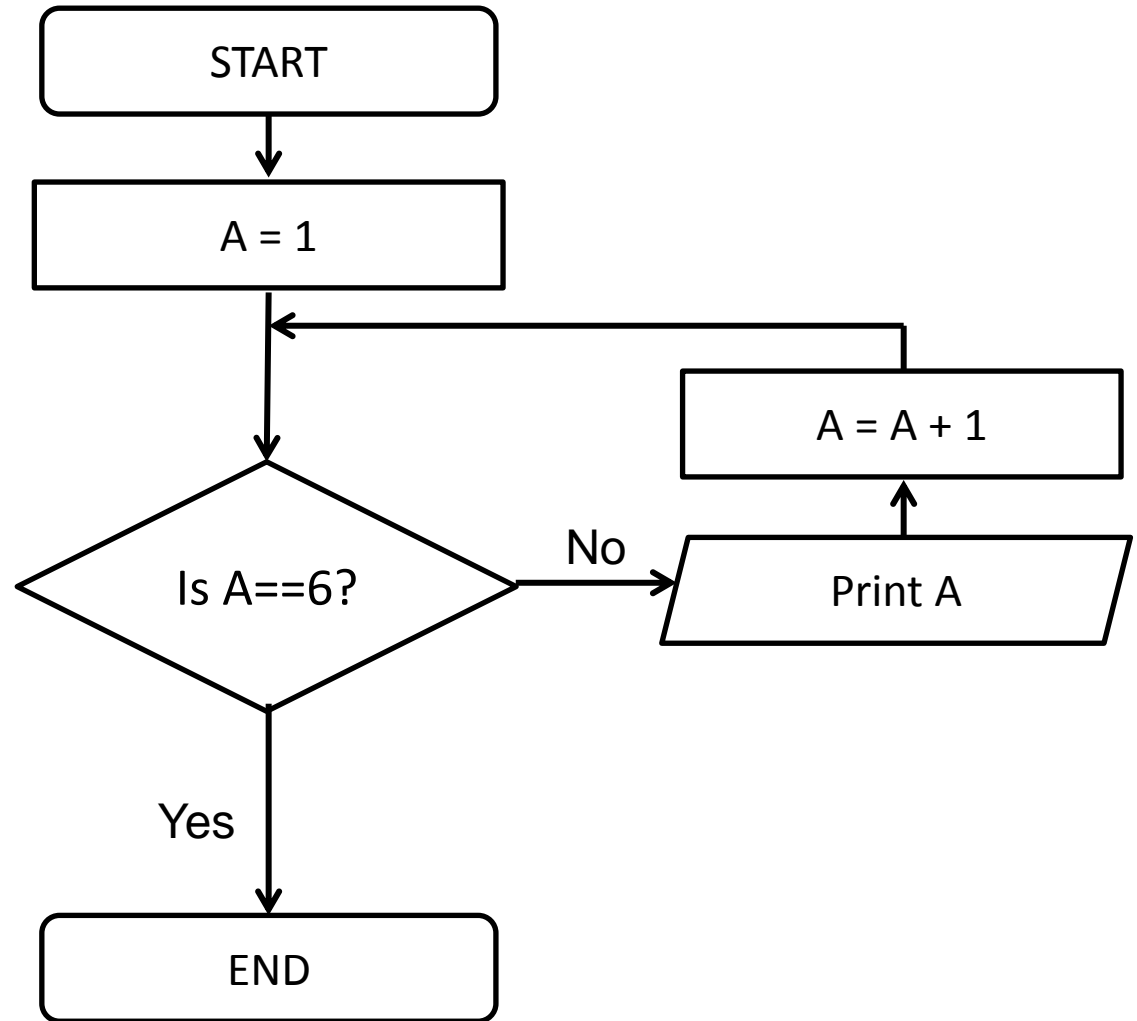 START
A = 1
A = A + 1
Is A==6?
No
Print A
Yes
END